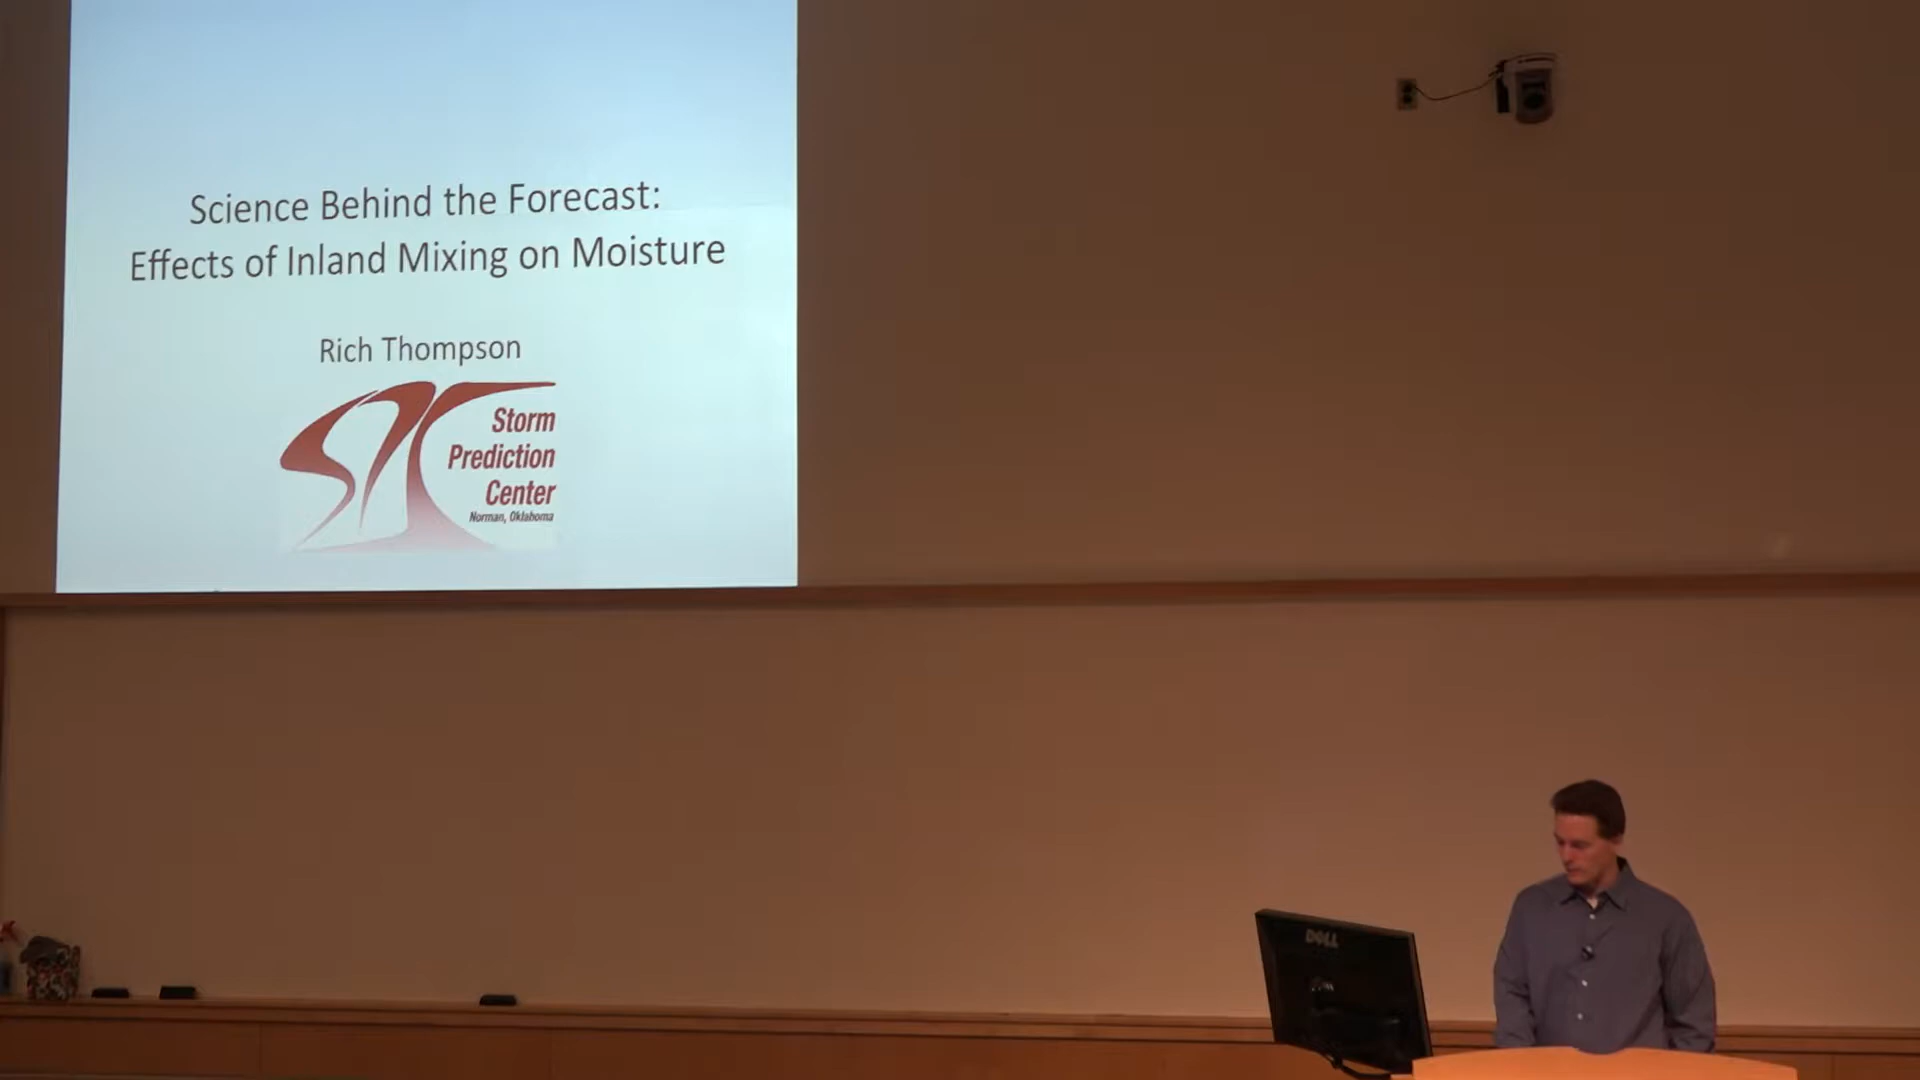 Science Behind the Forecast:
Effects of Inland Mixing on Moisture
Rich Thompson
Storm
Prediction
Center
Norman, Oklahoma
DELL